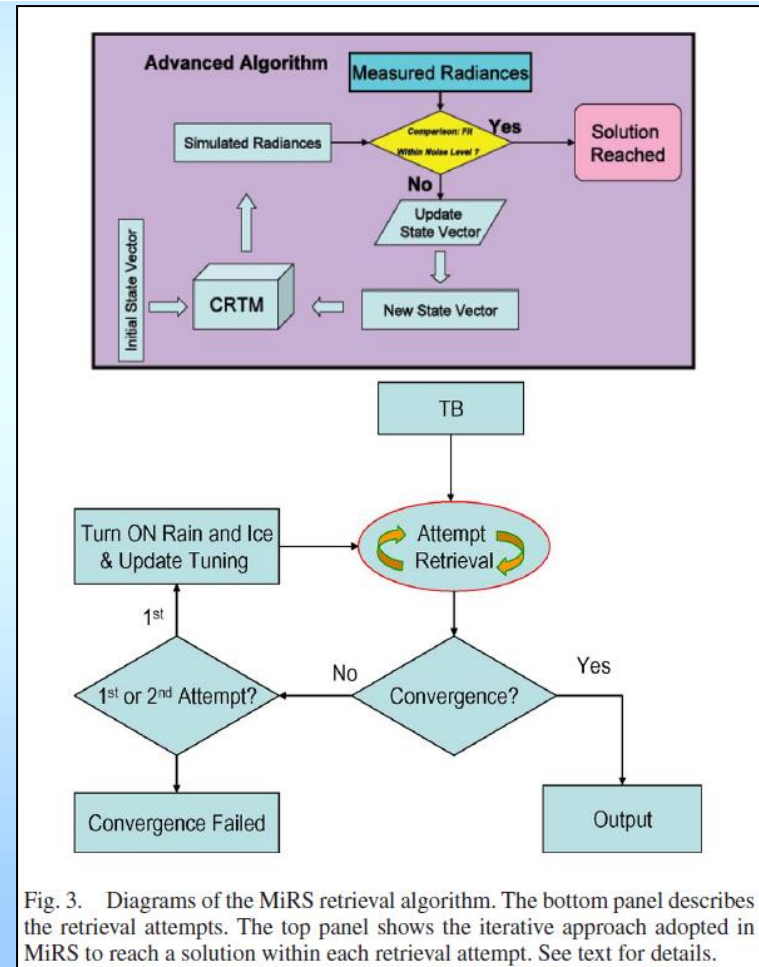 Advanced Algorithm
Measured Radiances
Simulated Radiances
Comparison: Fit
Within Noise Level ?
Yes
Solution
Reached
No
Update
State Vector
Initial State Vector
CRTM
New State Vector
TB
Turn ON Rain and Ice
& Update Tuning
Attempt
Retrieval
1st
No
Yes
1st or 2nd Attempt?
Convergence?
Convergence Failed
Output
Fig. 3. Diagrams of the MiRS retrieval algorithm. The bottom panel describes
the retrieval attempts. The top panel shows the iterative approach adopted in
MiRS to reach a solution within each retrieval attempt. See text for details.